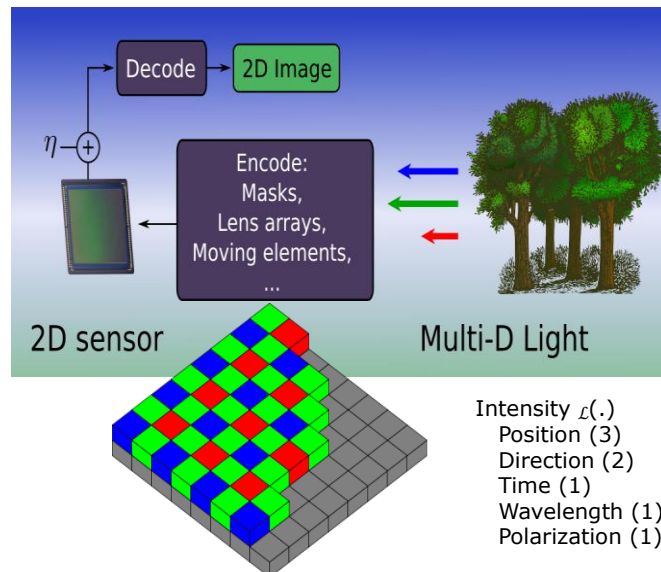 Decode
2D Image
η
+
Encode:
Masks,
Lens arrays,
Moving elements,
...
2D sensor
Multi-D Light
Intensity ℒ(.)
Position (3)
Direction (2)
Time (1)
Wavelength (1)
Polarization (1)